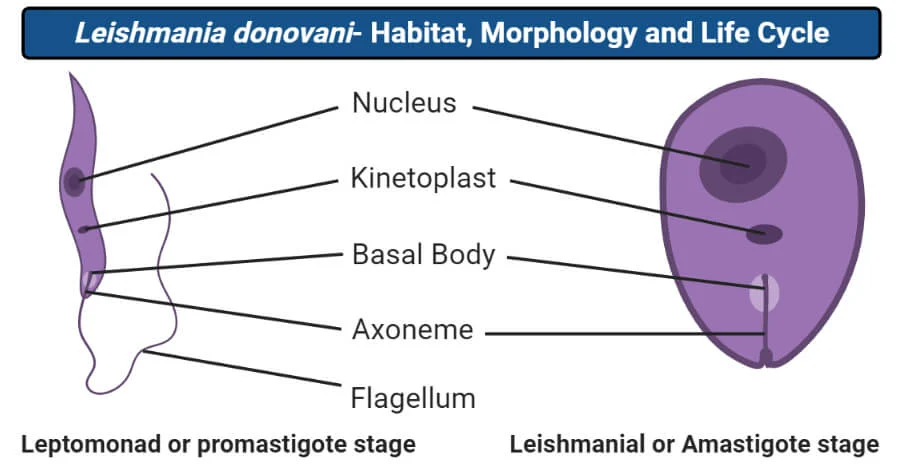 Leishmania donovani- Habitat, Morphology and Life Cycle
Nucleus
Kinetoplast
Basal Body
Axoneme
Flagellum
Leptomonad or promastigote stage
Leishmanial or Amastigote stage